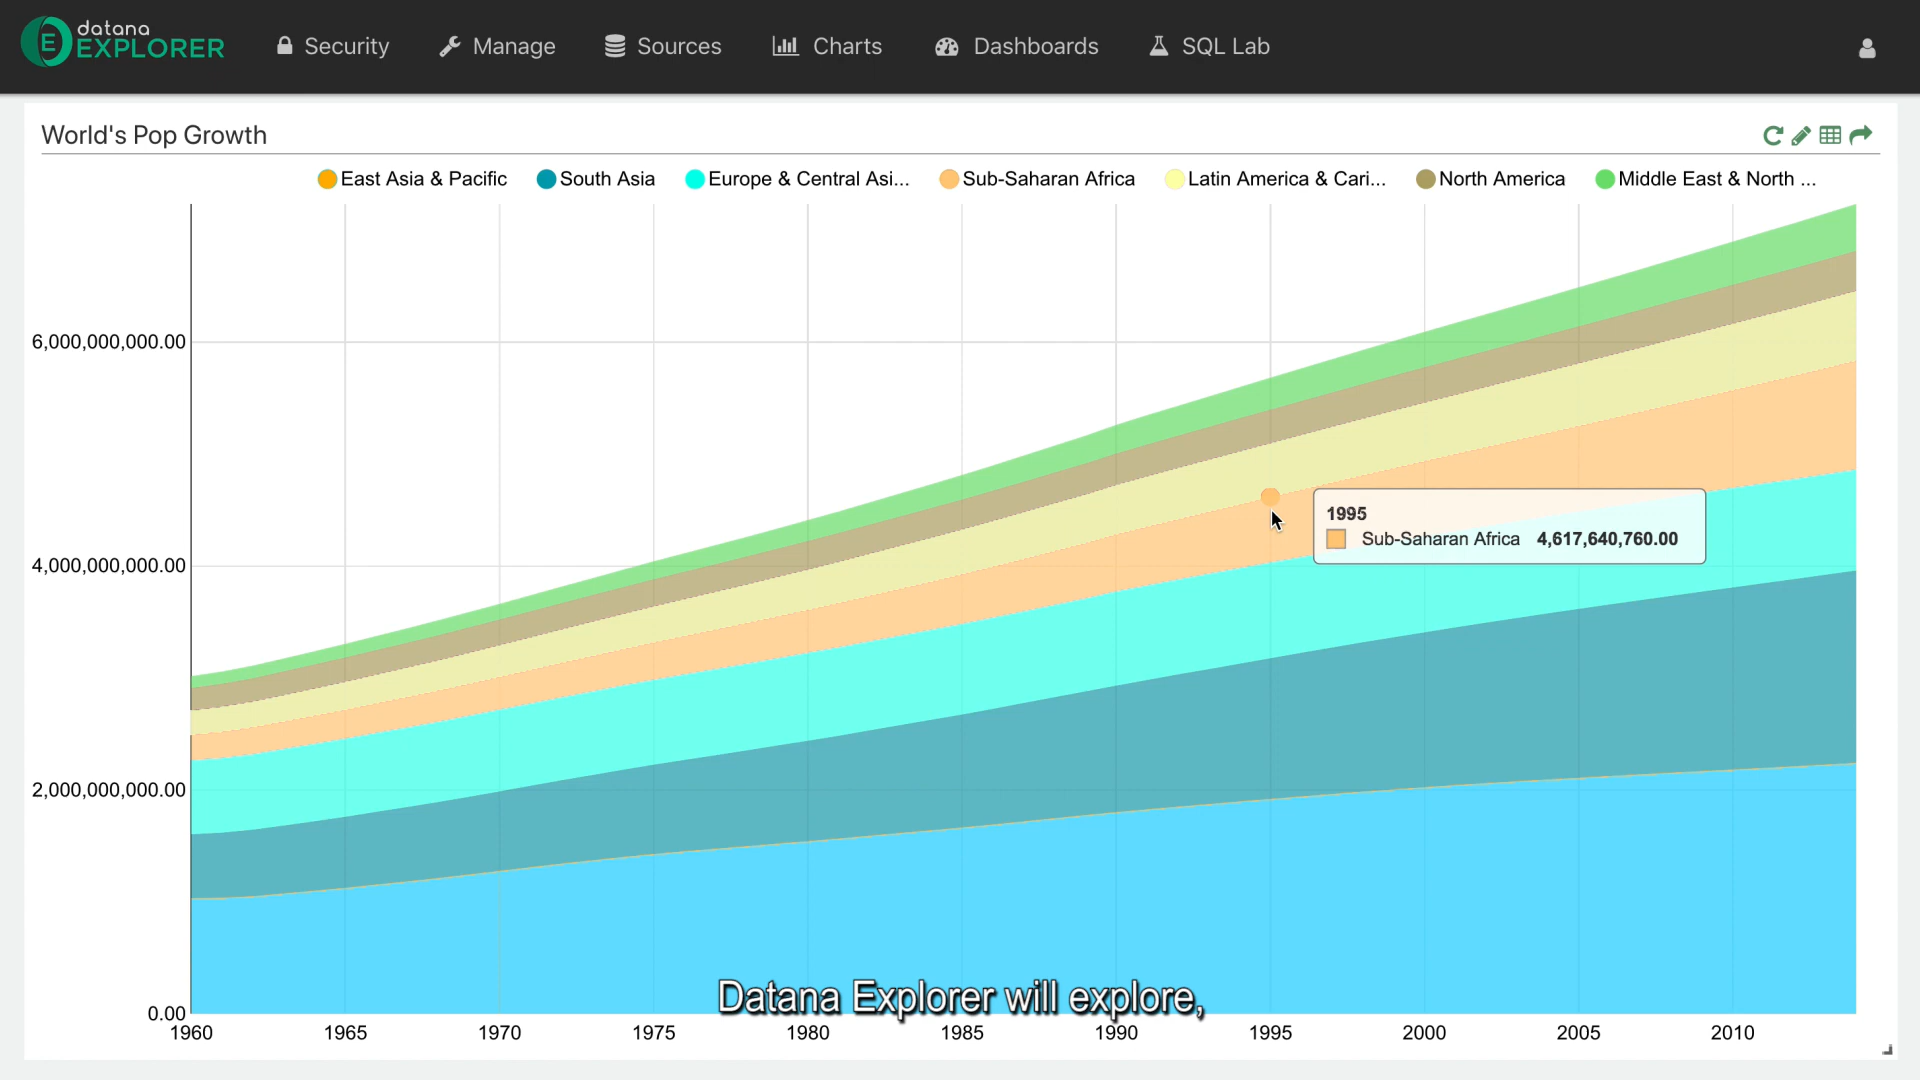 datana
EXPLORER
Security
Manage
Sources
Charts
Dashboards
SQL Lab
World's Pop Growth
East Asia & Pacific
South Asia
Europe & Central Asi...
Sub-Saharan Africa
Latin America & Cari...
North America
Middle East & North ...
6,000,000,000.00
4,000,000,000.00
2,000,000,000.00
0.00
1995
Sub-Saharan Africa 4,617,640,760.00
Datana Explorer will explore,
1960 1965 1970 1975 1980 1985 1990 1995 2000 2005 2010